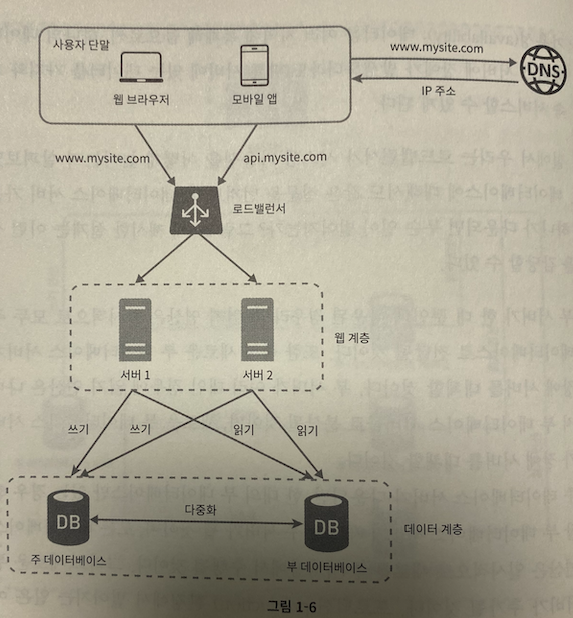 사용자 단말
www.mysite.com
DNS
웹 브라우저
모바일 앱
IP 주소
www.mysite.com
api.mysite.com
로드밸런서
서버 1
서버 2
웹 계층
쓰기
쓰기
읽기
읽기
DB
다중화
DB
데이터 계층
주 데이터베이스
부 데이터베이스
그림 1-6